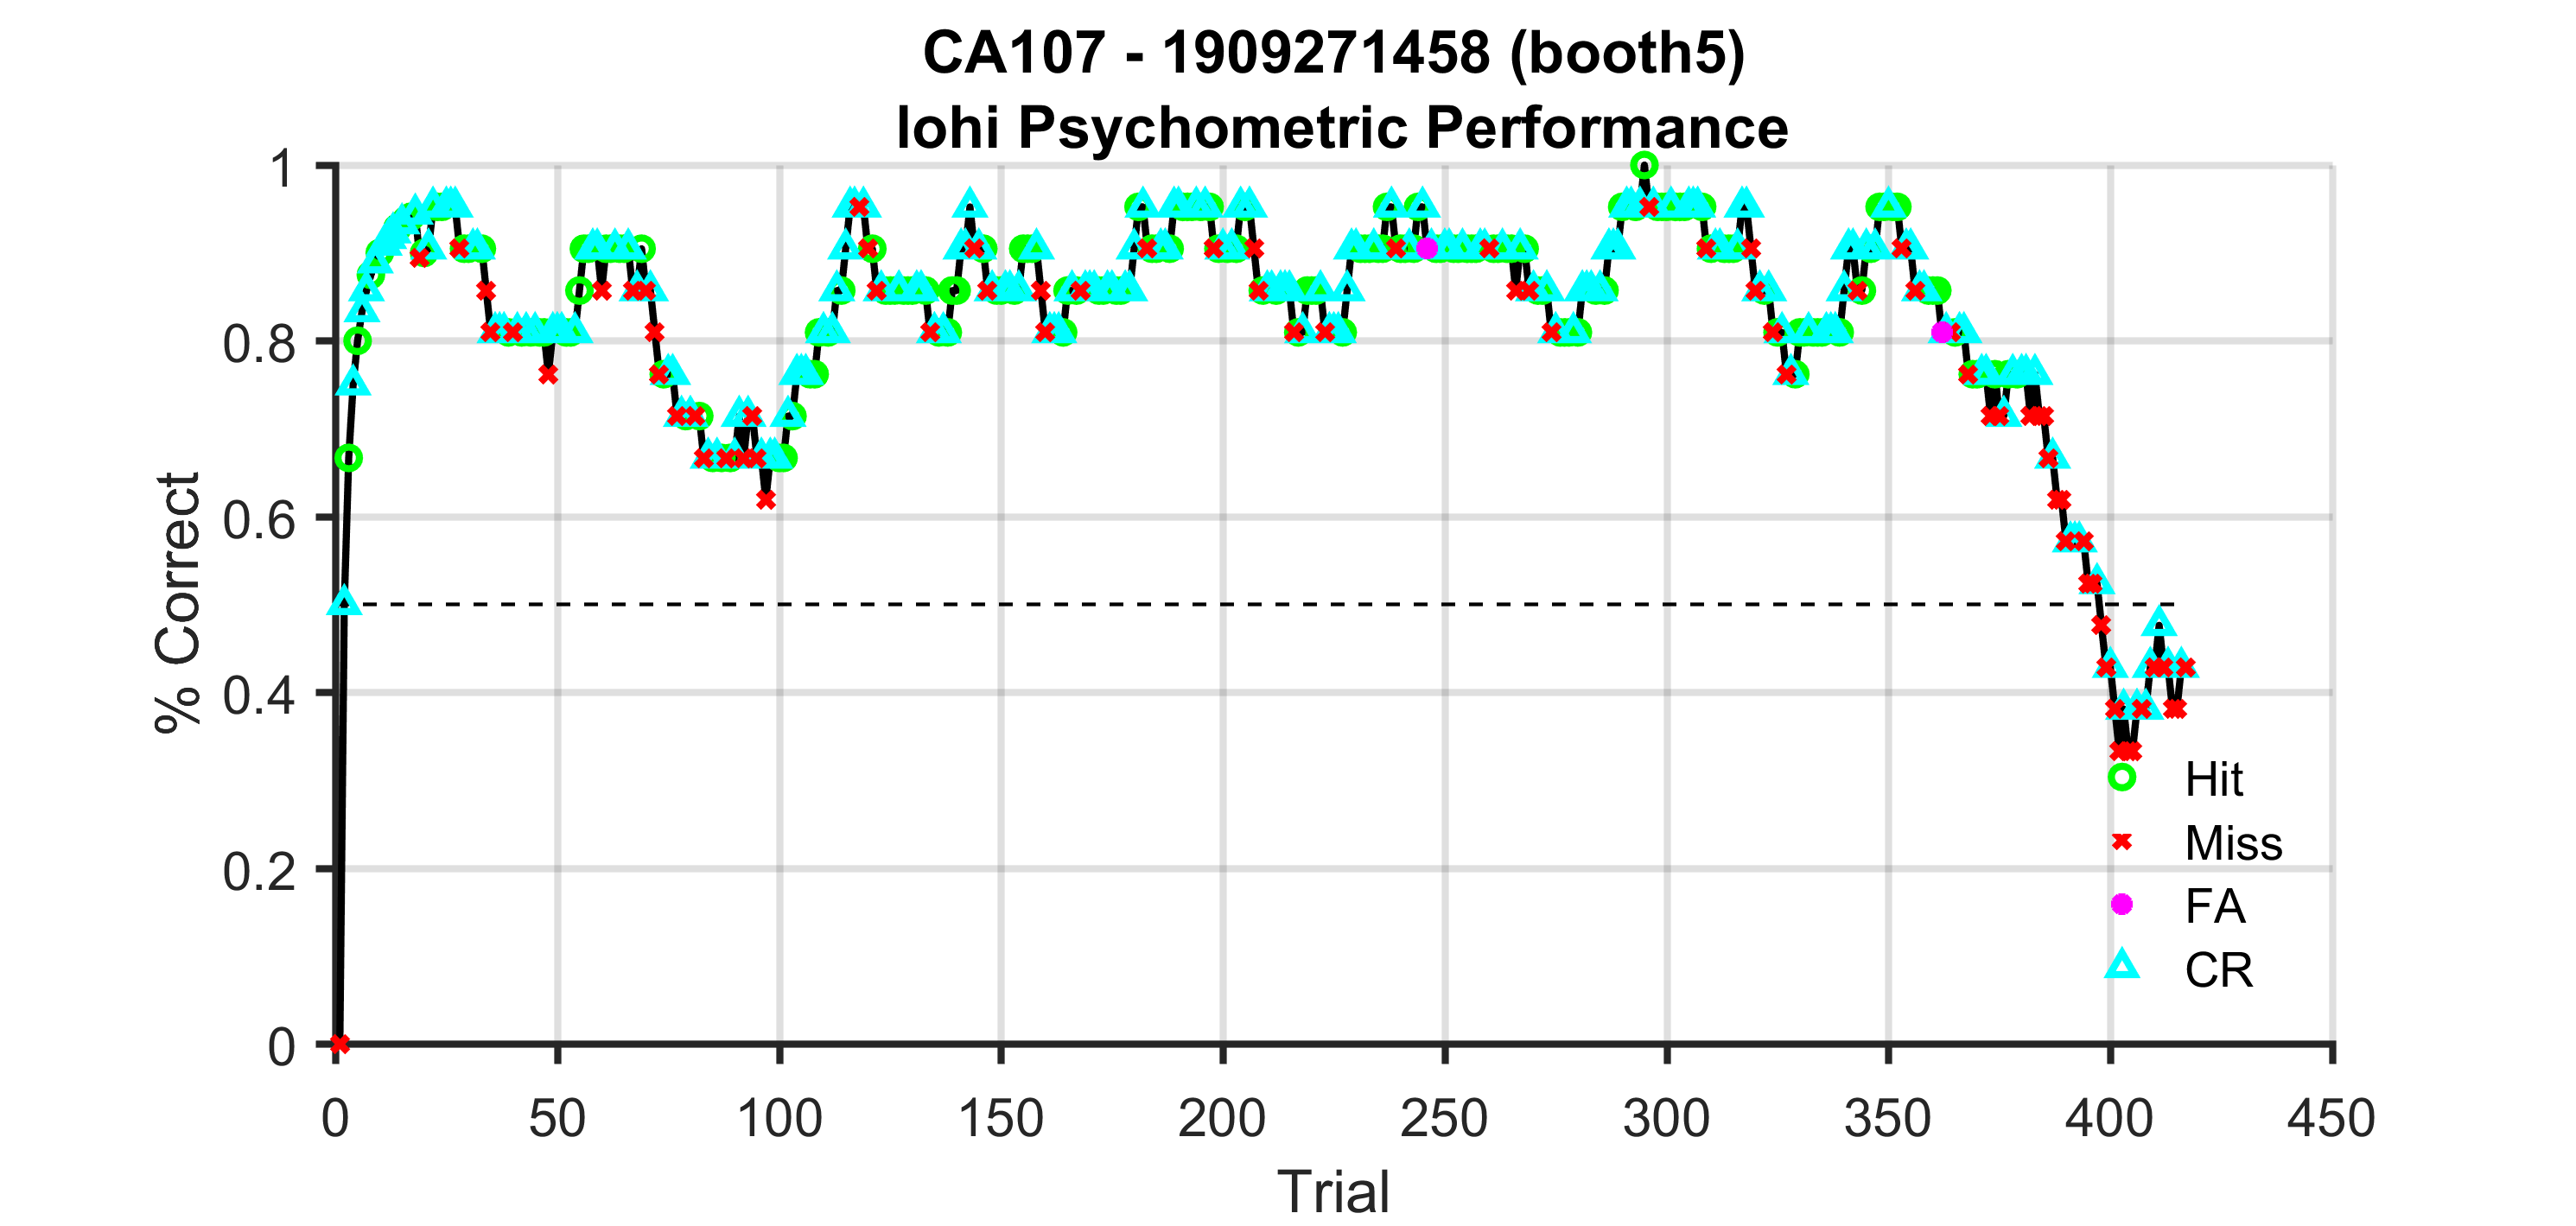 CA107 - 1909271458 (booth5)
lohi Psychometric Performance
1
0.8
0.6
0.4
0.2
0
% Correct
0 50 100 150 200 250 300 350 400 450
Trial
Hit
Miss
FA
CR